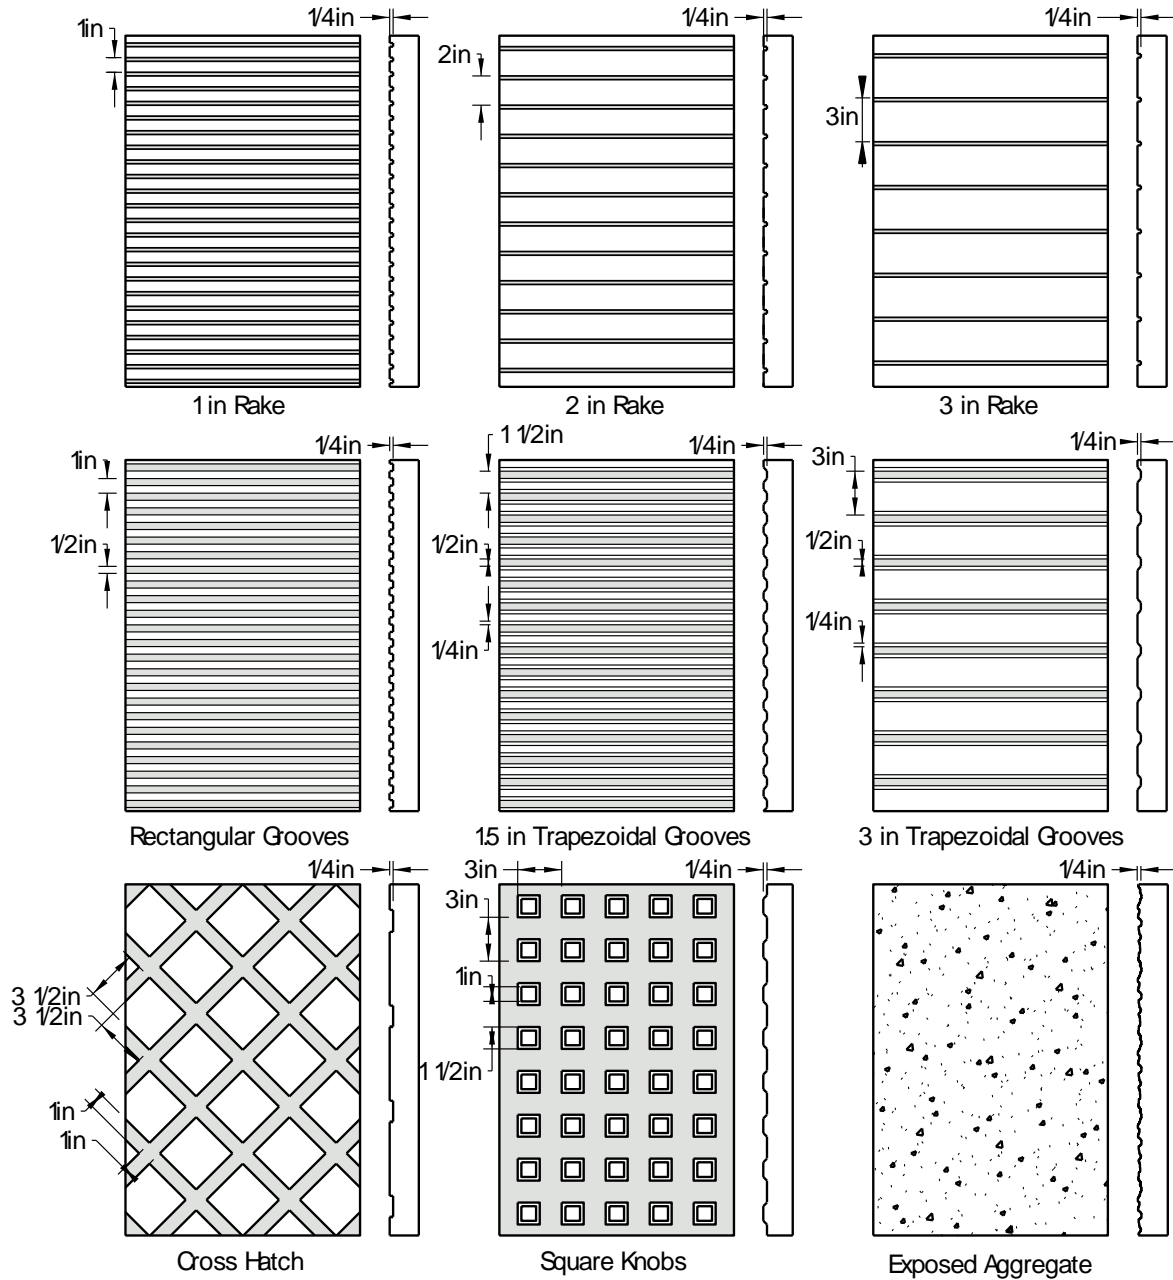 1in
1/4in
2in
1/4in
3in
1/4in
1 in Rake
2 in Rake
3 in Rake
1in
1/2in
1/4in
1 1/2in
1/2in
1/4in
1/4in
3in
1/2in
1/4in
1/4in
Rectangular Grooves
1.5 in Trapezoidal Grooves
3 in Trapezoidal Grooves
3 1/2in
3 1/2in
1in
1in
1/4in
3in
3in
1in
1 1/2in
1/4in
1/4in
Cross Hatch
Square Knobs
Exposed Aggregate